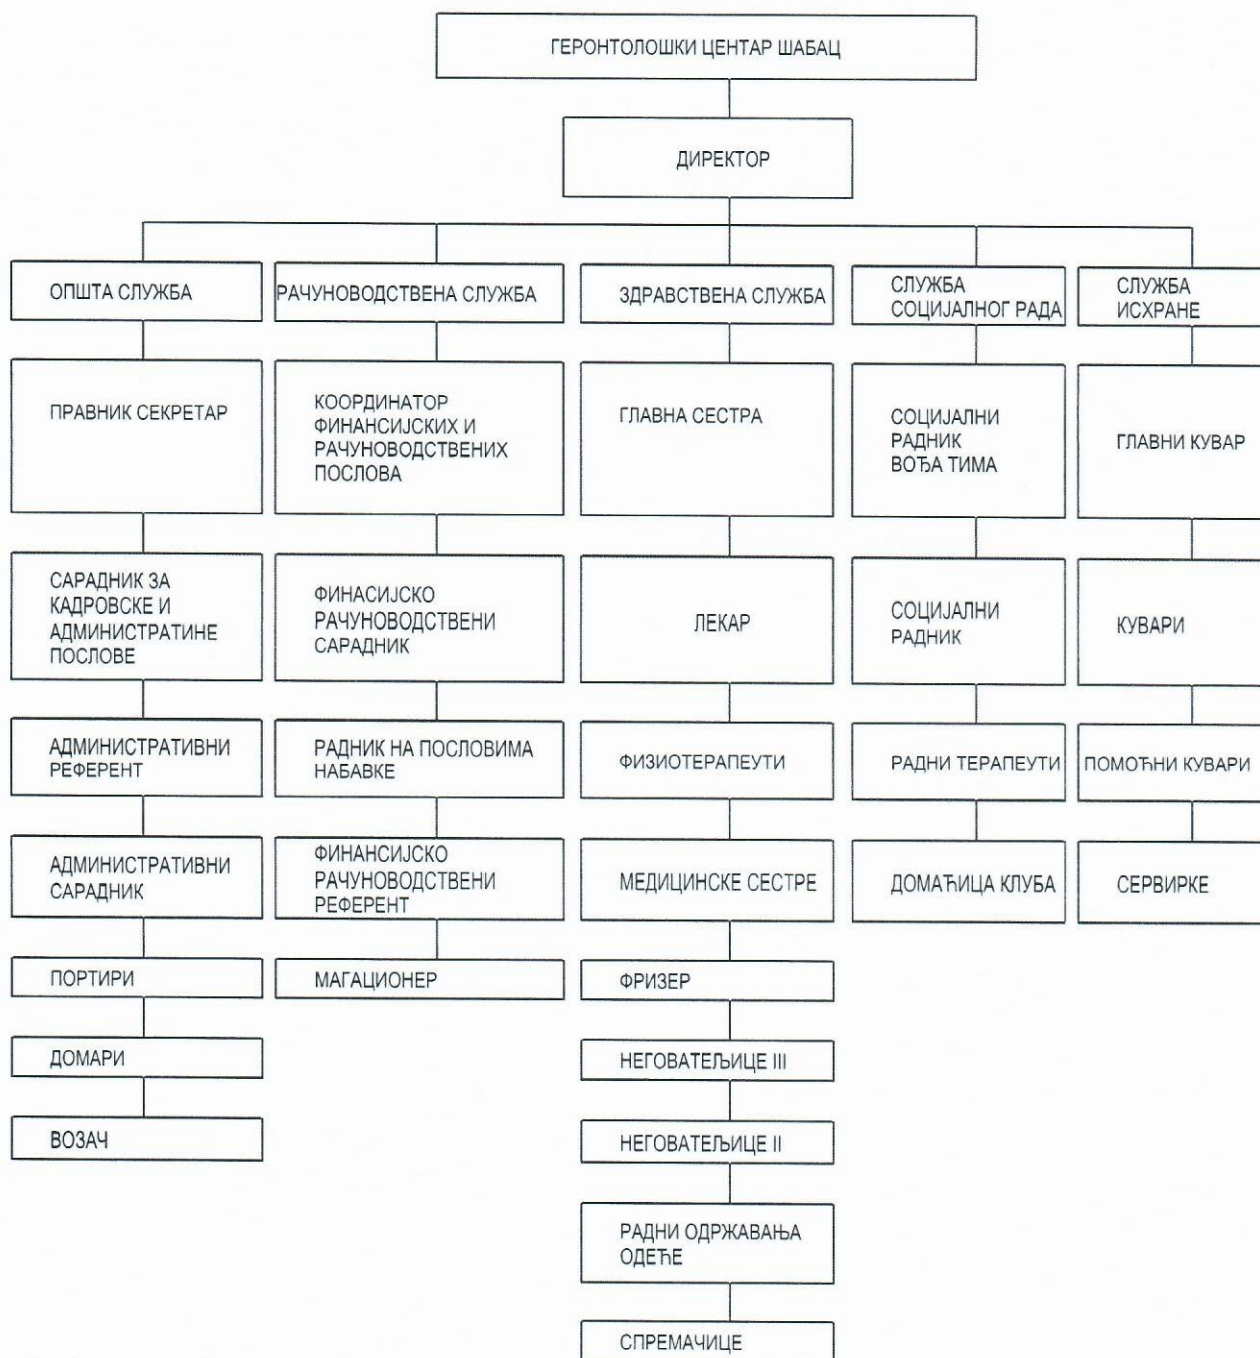 ГЕРОНТОЛОШКИ ЦЕНТАР ШАБАЦ
ДИРЕКТОР
ОПШТА СЛУЖБА
ПРАВНИК СЕКРЕТАР
САРАДНИК ЗА
КАДРОВСКЕ И
АДМИНИСТРАТИНЕ
ПОСЛОВЕ
АДМИНИСТРАТИВНИ
РЕФЕРЕНТ
АДМИНИСТРАТИВНИ
САРАДНИК
ПОРТИРИ
ДОМАРИ
ВОЗАЧ
РАЧУНОВОДСТВЕНА СЛУЖБА
КООРДИНАТОР
ФИНАНСИЈСКИХ И
РАЧУНОВОДСТВЕНИХ
ПОСЛОВА
ФИНАСИЈСКО
РАЧУНОВОДСТВЕНИ
САРАДНИК
РАДНИК НА ПОСЛОВИМА
НАБАВКЕ
ФИНАНСИЈСКО
РАЧУНОВОДСТВЕНИ
РЕФЕРЕНТ
МАГАЦИОНЕР
ЗДРАВСТВЕНА СЛУЖБА
ГЛАВНА СЕСТРА
ЛЕКАР
ФИЗИОТЕРАПЕУТИ
МЕДИЦИНСКЕ СЕСТРЕ
ФРИЗЕР
НЕГОВАТЕЉИЦЕ III
НЕГОВАТЕЉИЦЕ II
РАДНИ ОДРЖАВАЊА
ОДЕЋЕ
СПРЕМАЧИЦЕ
СЛУЖБА
СОЦИЈАЛНОГ РАДА
СОЦИЈАЛНИ
РАДНИК
ВОЂА ТИМА
СОЦИЈАЛНИ
РАДНИК
РАДНИ ТЕРАПЕУТИ
ДОМАЋИЦА КЛУБА
СЛУЖБА
ИСХРАНЕ
ГЛАВНИ КУВАР
КУВАРИ
ПОМОЋНИ КУВАРИ
СЕРВИРКЕ